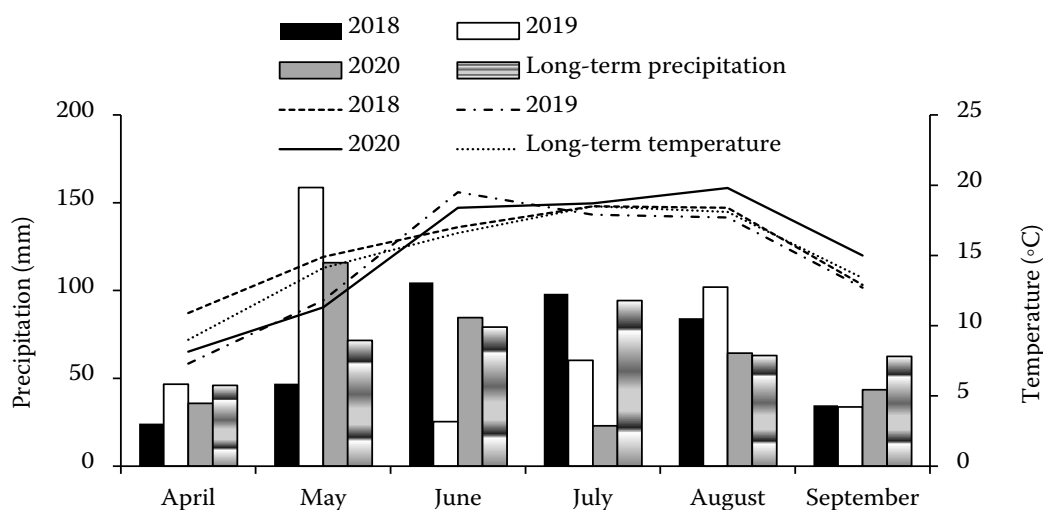 2018 2019
2020 Long-term precipitation
2018 2019
2020 Long-term temperature
Precipitation (mm)
200
150
100
50
0
Temperature (°C)
25
20
15
10
5
0
April May June July August September